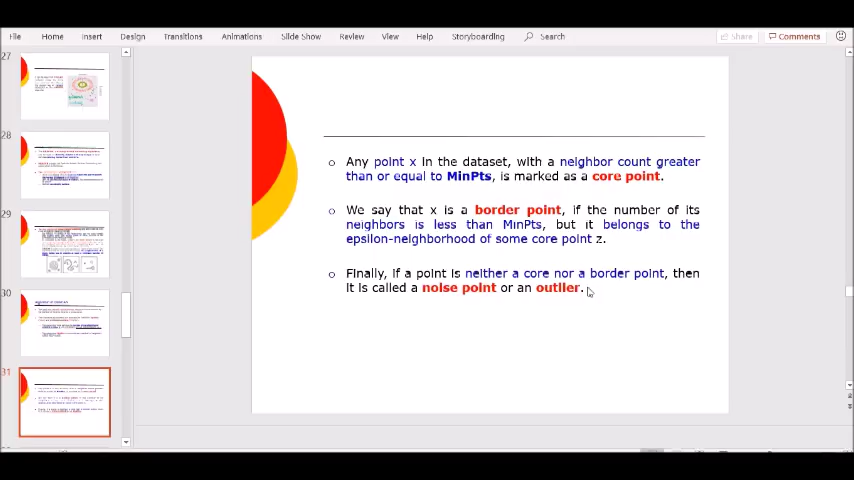 File Home Insert Design Transitions Animations Slide Show Review View Help Storyboarding Search Share Comments
27
28
29
30
31
o Any point x in the dataset, with a neighbor count greater
than or equal to MinPts, is marked as a core point.
o We say that x is a border point, if the number of its
neighbors is less than MinPts, but it belongs to the
epsilon-neighborhood of some core point z.
o Finally, if a point is neither a core nor a border point, then
it is called a noise point or an outlier.